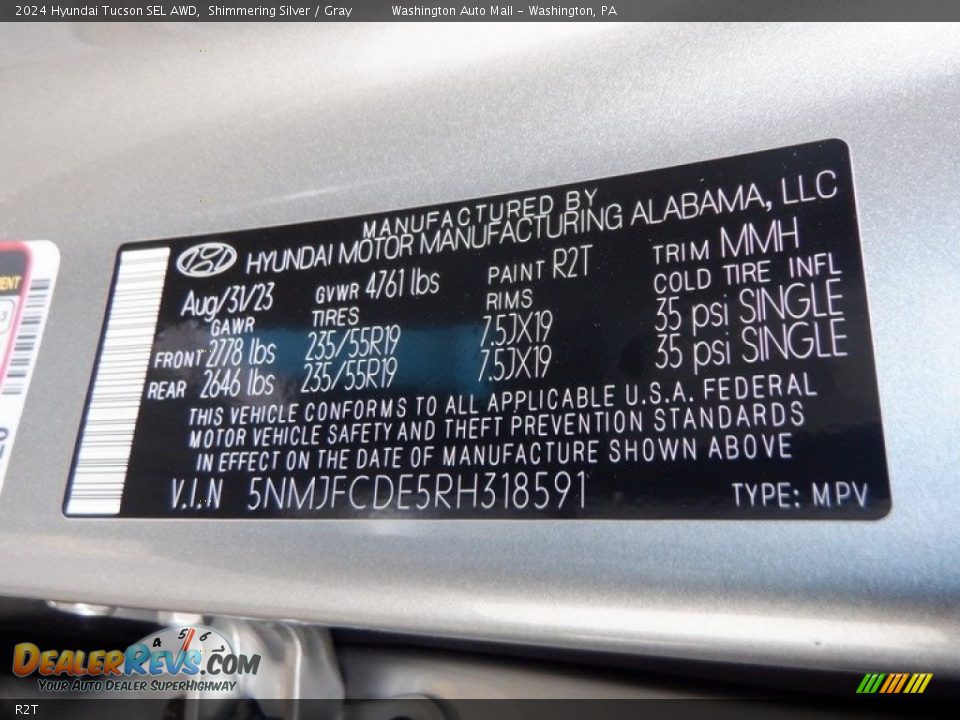 2024 Hyundai Tucson SEL AWD, Shimmering Silver / Gray Washington Auto Mall - Washington, PA
MANUFACTURED BY
HYUNDAI MOTOR MANUFACTURING ALABAMA, LLC
Aug/31/23 GVWR 4761 lbs PAINT R2T TRIM MMH
GAWR TIRES RIMS COLD TIRE INFL
FRONT 2778 lbs 235/55R19 7.5JX19 35 psi SINGLE
REAR 2646 lbs 235/55R19 7.5JX19 35 psi SINGLE
THIS VEHICLE CONFORMS TO ALL APPLICABLE U.S.A. FEDERAL
MOTOR VEHICLE SAFETY AND THEFT PREVENTION STANDARDS
IN EFFECT ON THE DATE OF MANUFACTURE SHOWN ABOVE
V.I.N 5NMJFCDE5RH318591 TYPE: MPV
4 5 6
DEALERREVS.COM
YOUR AUTO DEALER SUPERHIGHWAY
R2T